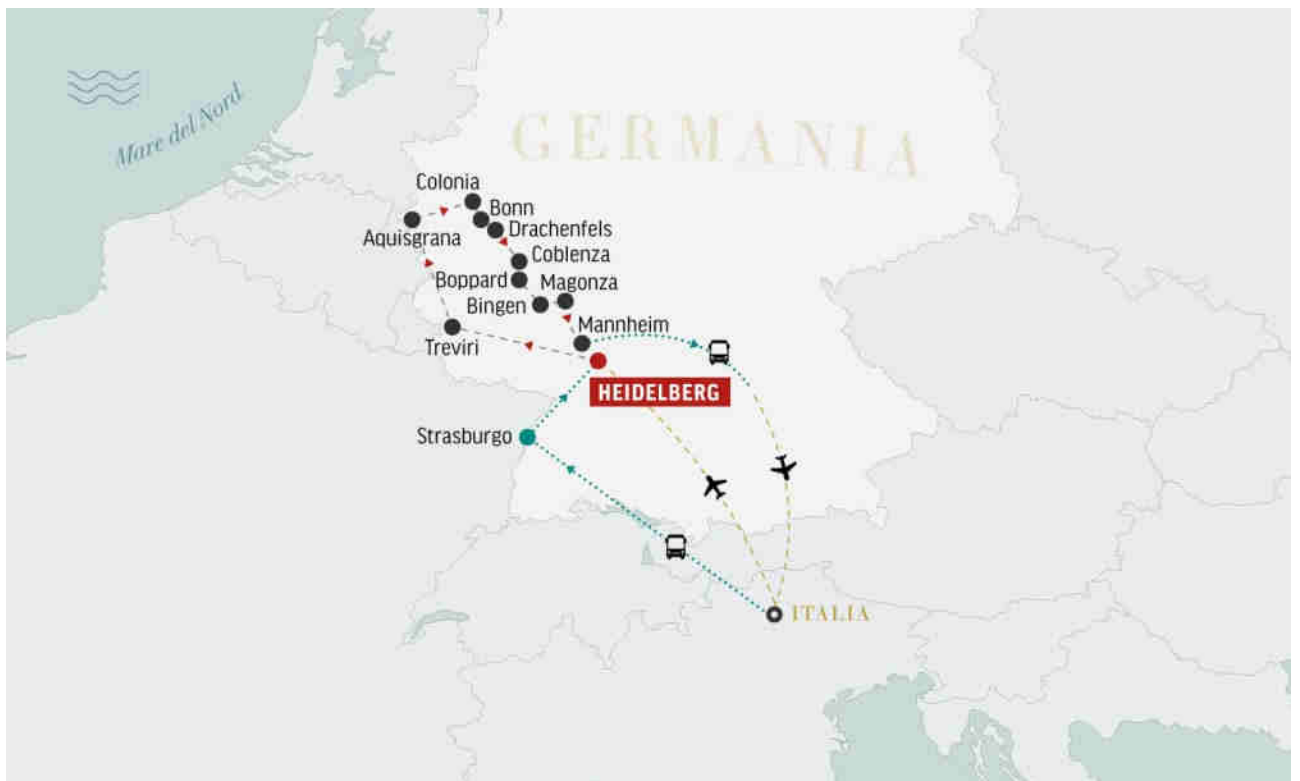 Mare del Nord
GERMANIA
Colonia
Bonn
Aquisgrana
Drachenfels
Coblenza
Boppard
Magonza
Bingen
Mannheim
Treviri
HEIDELBERG
Strasburgo
ITALIA